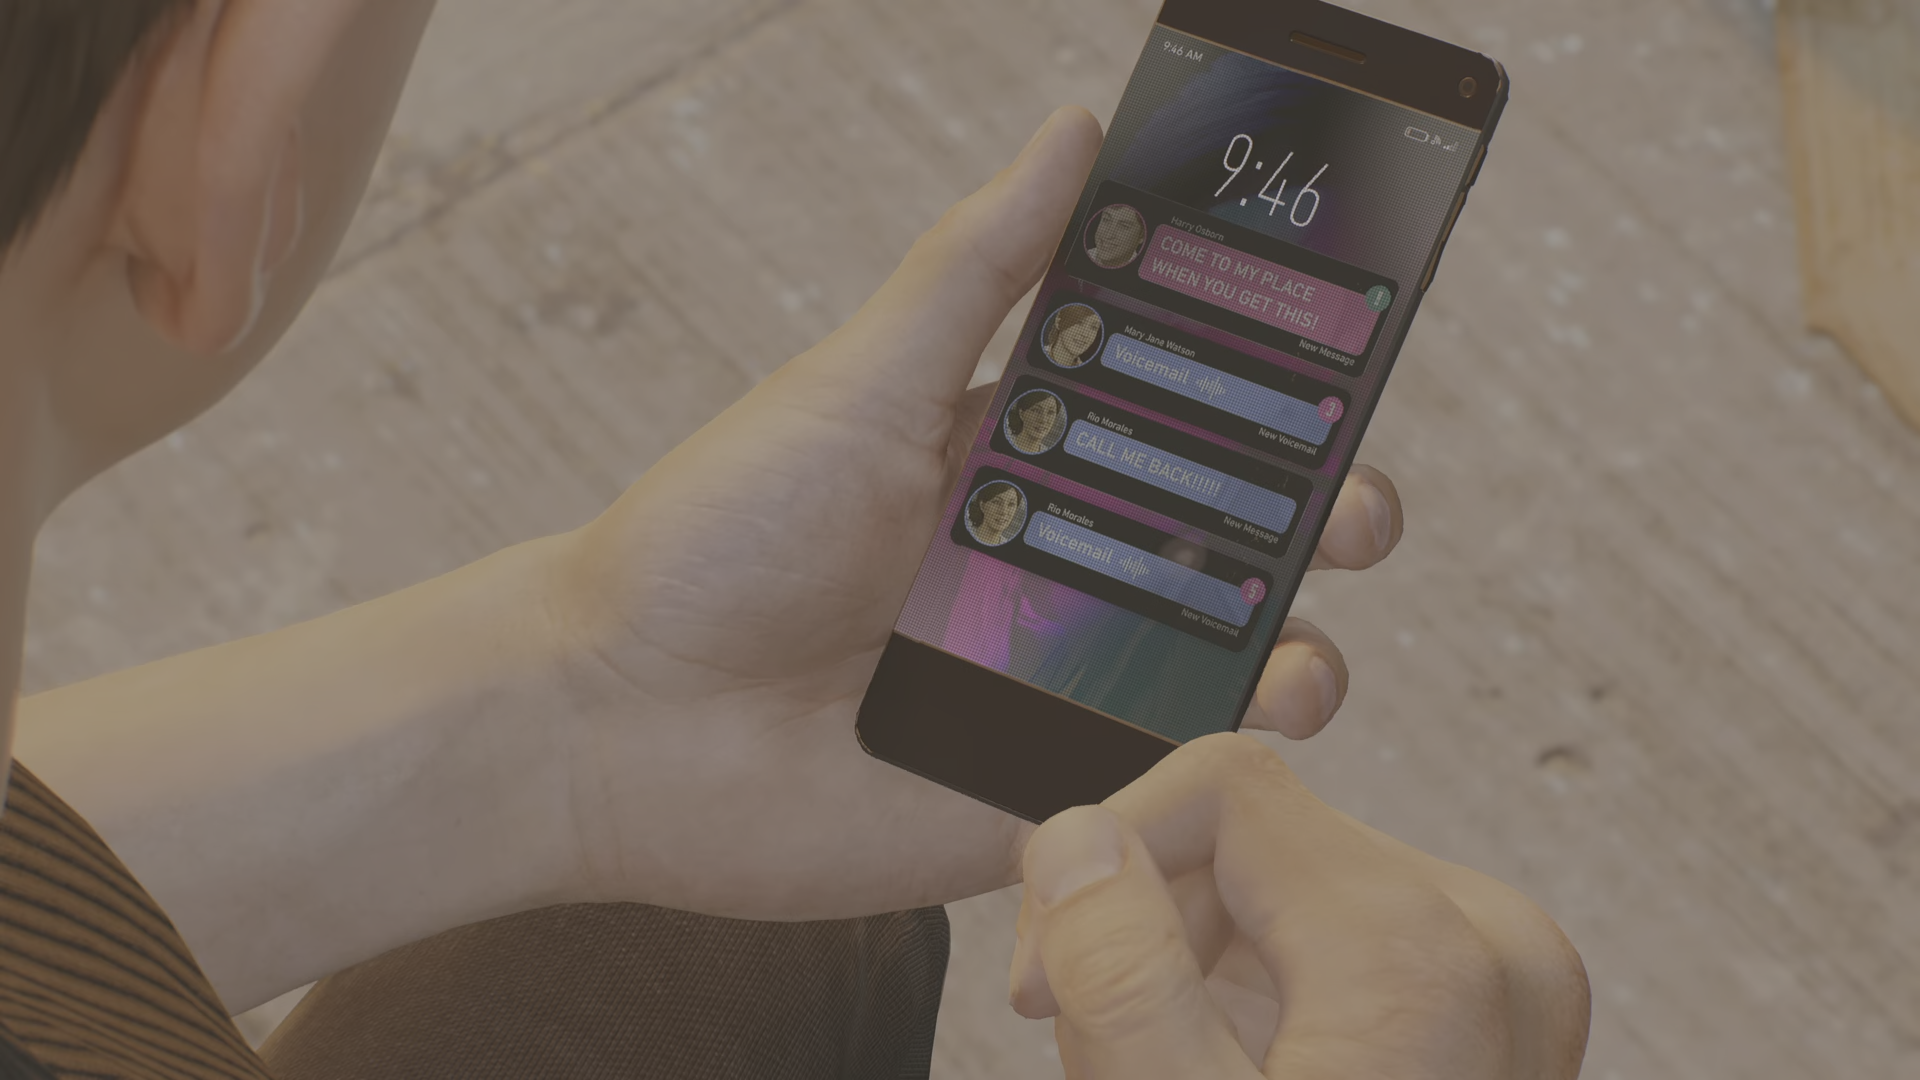 9:46 AM
9:46
Harry Osborn
COME TO MY PLACE
WHEN YOU GET THIS!
!
New Message
Mary Jane Watson
Voicemail
3
New Voicemail
Rio Morales
CALL ME BACK!!!!!
New Message
Rio Morales
Voicemail
5
New Voicemail